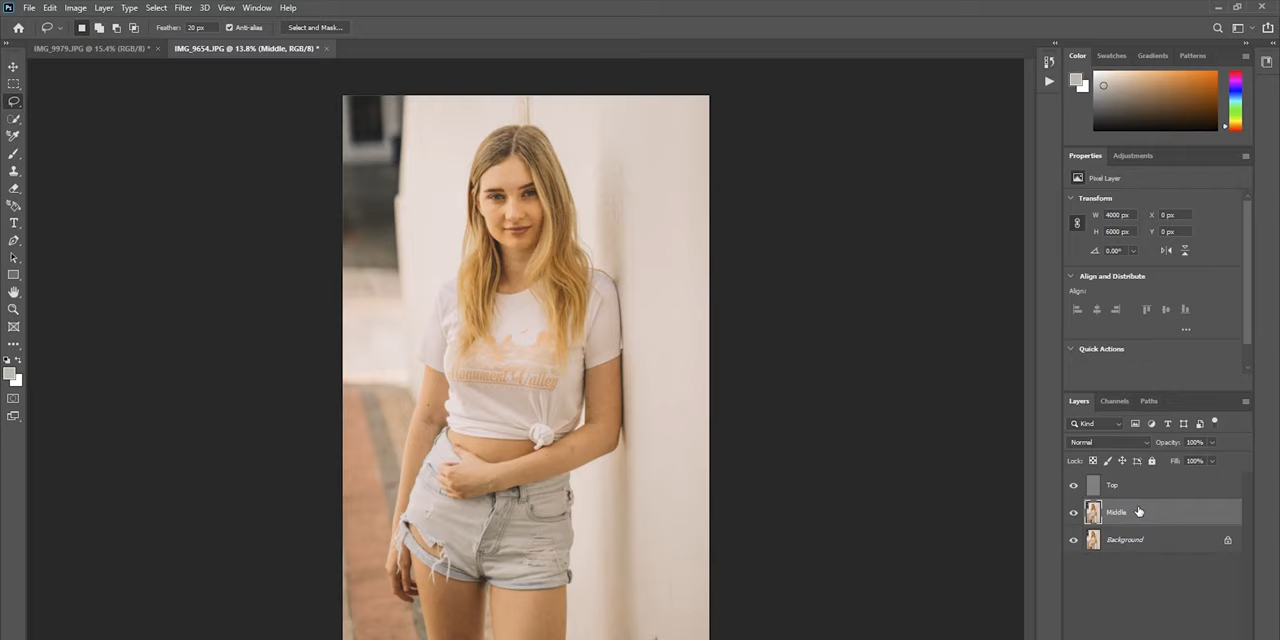 Ps File Edit Image Layer Type Select Filter 3D View Window Help
Feather: 20 px Anti-alias Select and Mask...
IMG_9979.JPG @ 15.4% (RGB/8) * × IMG_9654.JPG @ 13.8% (Middle, RGB/8) * ×
Color Swatches Gradients Patterns
Properties Adjustments
Pixel Layer
Transform
W 4000 px X 0 px
H 6000 px Y 0 px
0.00°
Align and Distribute
Align:
Quick Actions
Layers Channels Paths
Kind
Normal Opacity: 100%
Lock: Fill: 100%
Top
Middle
Background
Monument Valley